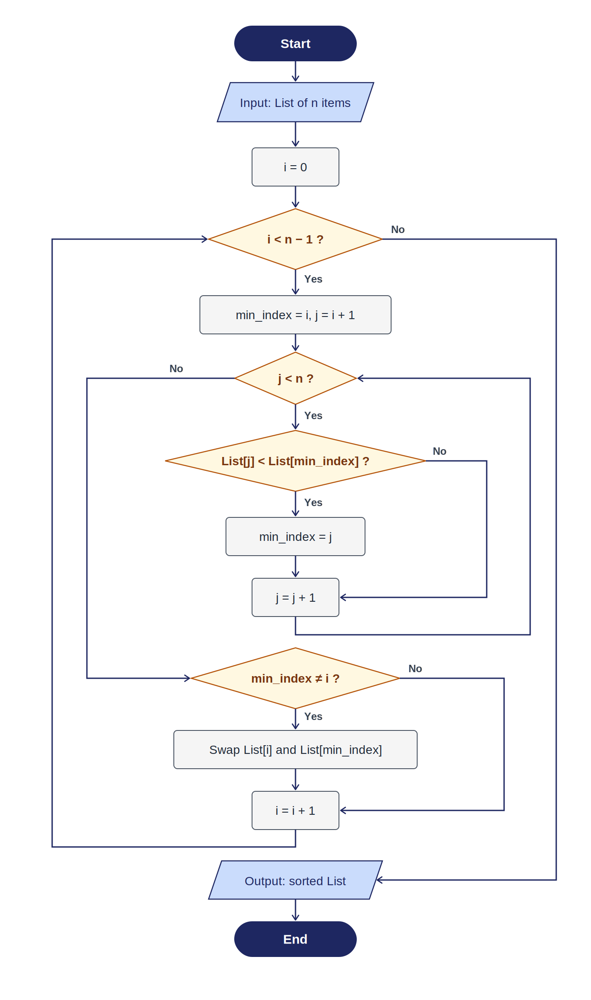 Start
Input: List of n items
i = 0
i < n − 1 ?
No
Yes
min_index = i, j = i + 1
No
j < n ?
Yes
List[j] < List[min_index] ?
No
Yes
min_index = j
j = j + 1
min_index ≠ i ?
No
Yes
Swap List[i] and List[min_index]
i = i + 1
Output: sorted List
End